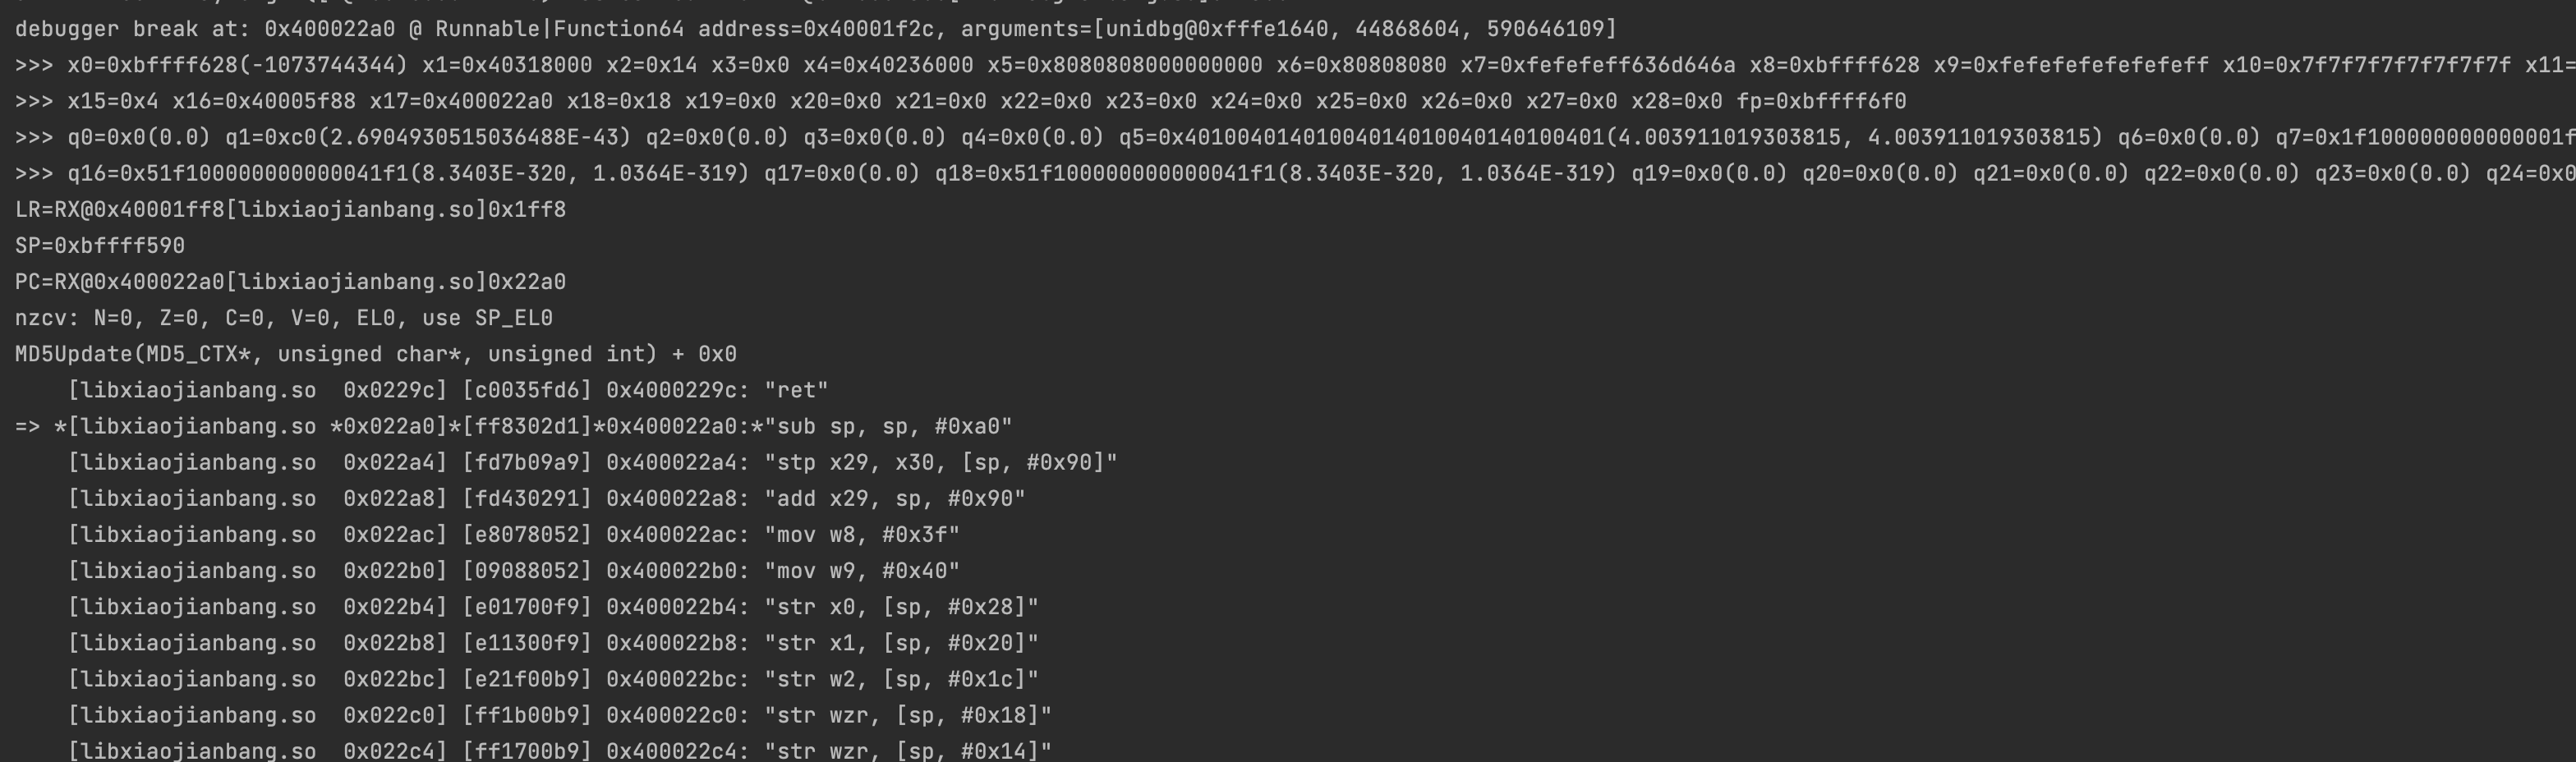 debugger break at: 0x400022a0 @ Runnable|Function64 address=0x40001f2c, arguments=[unidbg@0xfffe1640, 44868604, 590646109]
>>> x0=0xbffff628(-1073744344) x1=0x40318000 x2=0x14 x3=0x0 x4=0x40236000 x5=0x8080808000000000 x6=0x80808080 x7=0xfefefeff636d646a x8=0xbffff628 x9=0xfefefefefefefeff x10=0x7f7f7f7f7f7f7f7f x11=
>>> x15=0x4 x16=0x40005f88 x17=0x400022a0 x18=0x18 x19=0x0 x20=0x0 x21=0x0 x22=0x0 x23=0x0 x24=0x0 x25=0x0 x26=0x0 x27=0x0 x28=0x0 fp=0xbffff6f0
>>> q0=0x0(0.0) q1=0xc0(2.6904930515036488E-43) q2=0x0(0.0) q3=0x0(0.0) q4=0x0(0.0) q5=0x40100401401004014010040140100401(4.003911019303815, 4.003911019303815) q6=0x0(0.0) q7=0x1f100000000000001f
>>> q16=0x51f100000000000041f1(8.3403E-320, 1.0364E-319) q17=0x0(0.0) q18=0x51f100000000000041f1(8.3403E-320, 1.0364E-319) q19=0x0(0.0) q20=0x0(0.0) q21=0x0(0.0) q22=0x0(0.0) q23=0x0(0.0) q24=0x0
LR=RX@0x40001ff8[libxiaojianbang.so]0x1ff8
SP=0xbffff590
PC=RX@0x400022a0[libxiaojianbang.so]0x22a0
nzcv: N=0, Z=0, C=0, V=0, EL0, use SP_EL0
MD5Update(MD5_CTX*, unsigned char*, unsigned int) + 0x0
[libxiaojianbang.so 0x0229c] [c0035fd6] 0x4000229c: "ret"
=> *[libxiaojianbang.so *0x022a0]*[ff8302d1]*0x400022a0:*"sub sp, sp, #0xa0"
[libxiaojianbang.so 0x022a4] [fd7b09a9] 0x400022a4: "stp x29, x30, [sp, #0x90]"
[libxiaojianbang.so 0x022a8] [fd430291] 0x400022a8: "add x29, sp, #0x90"
[libxiaojianbang.so 0x022ac] [e8078052] 0x400022ac: "mov w8, #0x3f"
[libxiaojianbang.so 0x022b0] [09088052] 0x400022b0: "mov w9, #0x40"
[libxiaojianbang.so 0x022b4] [e01700f9] 0x400022b4: "str x0, [sp, #0x28]"
[libxiaojianbang.so 0x022b8] [e11300f9] 0x400022b8: "str x1, [sp, #0x20]"
[libxiaojianbang.so 0x022bc] [e21f00b9] 0x400022bc: "str w2, [sp, #0x1c]"
[libxiaojianbang.so 0x022c0] [ff1b00b9] 0x400022c0: "str wzr, [sp, #0x18]"
[libxiaojianbang.so 0x022c4] [ff1700b9] 0x400022c4: "str wzr, [sp, #0x14]"